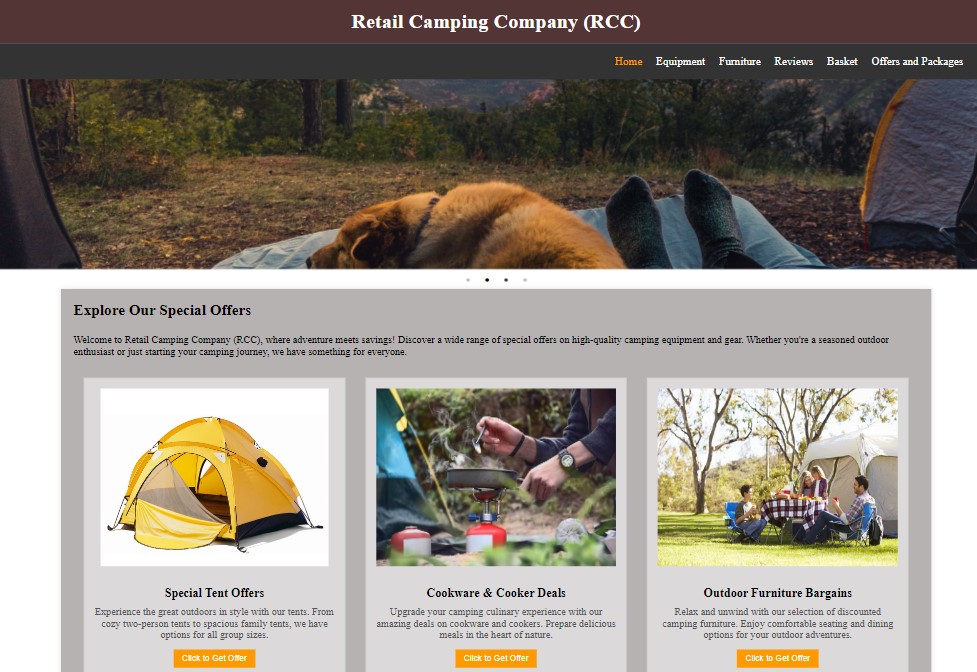 Retail Camping Company (RCC)
Home Equipment Furniture Reviews Basket Offers and Packages
Explore Our Special Offers
Welcome to Retail Camping Company (RCC), where adventure meets savings! Discover a wide range of special offers on high-quality camping equipment and gear. Whether you're a seasoned outdoor
enthusiast or just starting your camping journey, we have something for everyone.
Special Tent Offers
Experience the great outdoors in style with our tents. From
cozy two-person tents to spacious family tents, we have
options for all group sizes.
Click to Get Offer
Cookware & Cooker Deals
Upgrade your camping culinary experience with our
amazing deals on cookware and cookers. Prepare delicious
meals in the heart of nature.
Click to Get Offer
Outdoor Furniture Bargains
Relax and unwind with our selection of discounted
camping furniture. Enjoy comfortable seating and dining
options for your outdoor adventures.
Click to Get Offer